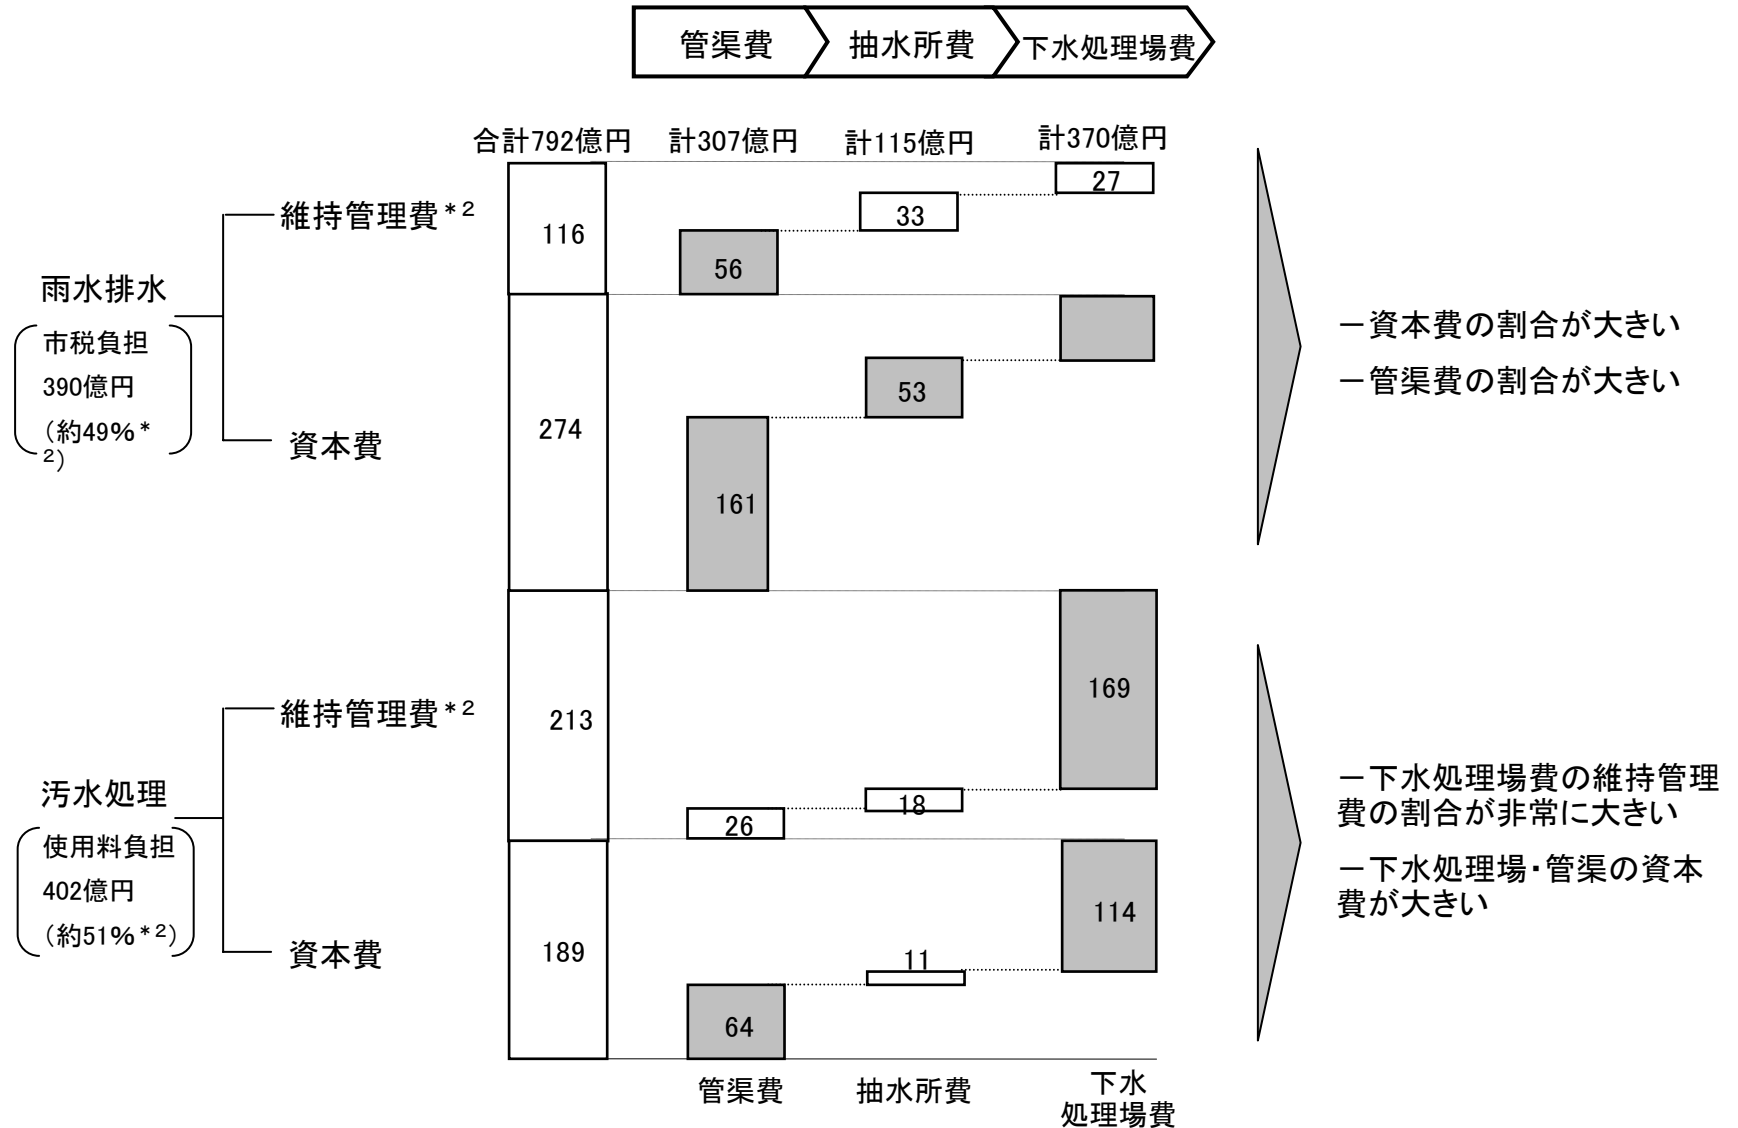 管渠費
抽水所費
下水処理場費
合計792億円
計307億円
計115億円
計370億円
維持管理費*2
116
56
33
27
雨水排水
市税負担
390億円
(約49%*
2)
資本費
274
161
53
－資本費の割合が大きい
－管渠費の割合が大きい
維持管理費*2
213
26
18
169
汚水処理
使用料負担
402億円
(約51%*2)
資本費
189
64
11
114
－下水処理場費の維持管理
費の割合が非常に大きい
－下水処理場・管渠の資本
費が大きい
管渠費
抽水所費
下水
処理場費